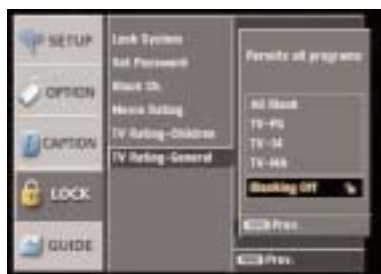 SETUP
OPTION
CAPTION
LOCK
GUIDE
Lock System
Set Password
Block Ch.
Movie Rating
TV Rating-Children
TV Rating-General
Permits all programs
All Block
TV-PG
TV-14
TV-MA
Blocking Off
Prev.
Prev.